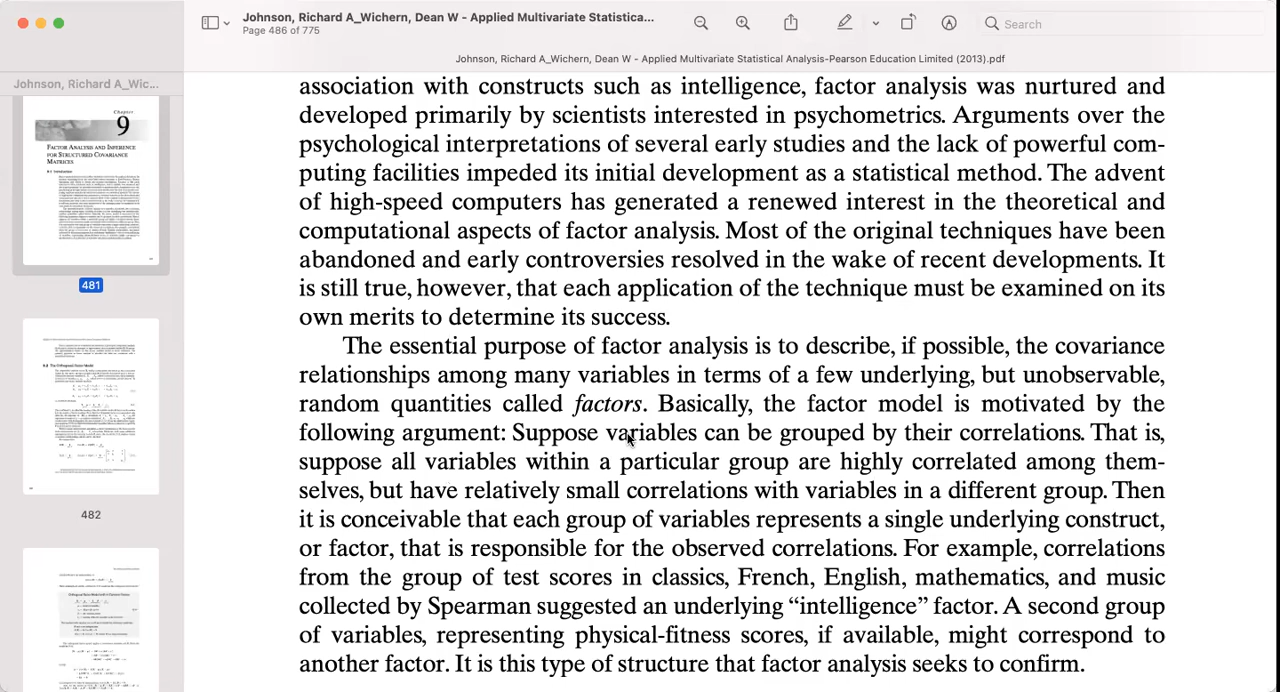 Johnson, Richard A_Wichern, Dean W - Applied Multivariate Statistica...
Page 486 of 775
Search
Johnson, Richard A_Wichern, Dean W - Applied Multivariate Statistical Analysis-Pearson Education Limited (2013).pdf
Johnson, Richard A_Wic...
Chapter
9
FACTOR ANALYSIS AND INFERENCE
FOR STRUCTURED COVARIANCE
MATRICES
481
482
association with constructs such as intelligence, factor analysis was nurtured and
developed primarily by scientists interested in psychometrics. Arguments over the
psychological interpretations of several early studies and the lack of powerful com-
puting facilities impeded its initial development as a statistical method. The advent
of high-speed computers has generated a renewed interest in the theoretical and
computational aspects of factor analysis. Most of the original techniques have been
abandoned and early controversies resolved in the wake of recent developments. It
is still true, however, that each application of the technique must be examined on its
own merits to determine its success.
The essential purpose of factor analysis is to describe, if possible, the covariance
relationships among many variables in terms of a few underlying, but unobservable,
random quantities called factors. Basically, the factor model is motivated by the
following argument: Suppose variables can be grouped by their correlations. That is,
suppose all variables within a particular group are highly correlated among them-
selves, but have relatively small correlations with variables in a different group. Then
it is conceivable that each group of variables represents a single underlying construct,
or factor, that is responsible for the observed correlations. For example, correlations
from the group of test scores in classics, French, English, mathematics, and music
collected by Spearman suggested an underlying “intelligence” factor. A second group
of variables, representing physical-fitness scores, if available, might correspond to
another factor. It is this type of structure that factor analysis seeks to confirm.